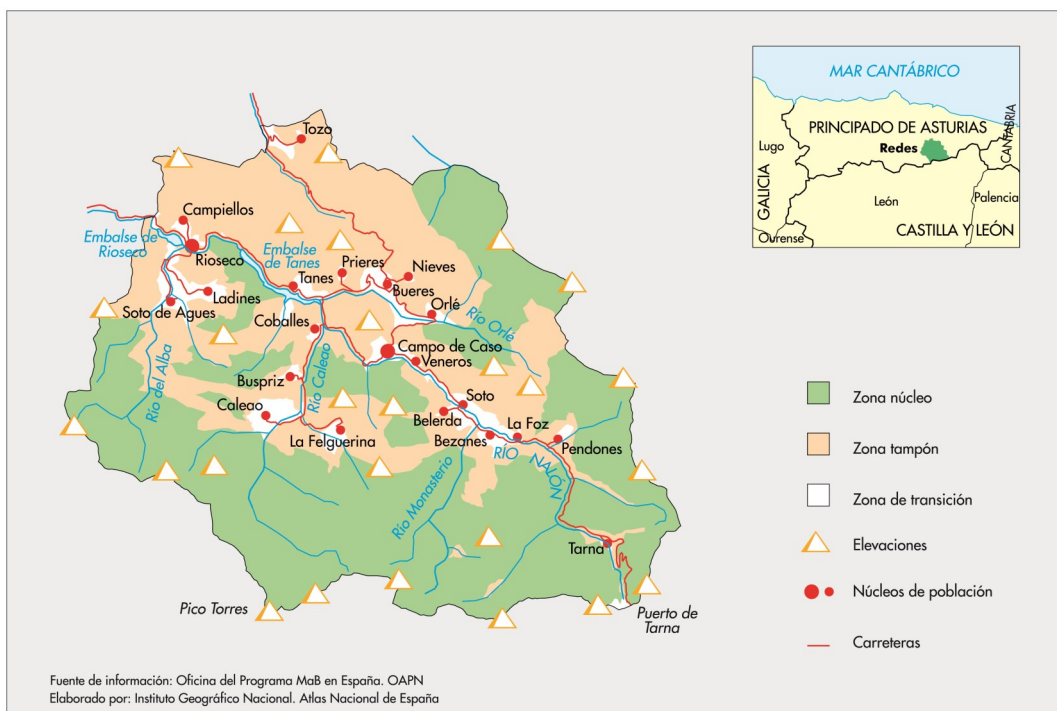 MAR CANTÁBRICO
PRINCIPADO DE ASTURIAS
CANTABRIA
Lugo
Redes
GALICIA
León
Palencia
Ourense
CASTILLA Y LEÓN
Tozo
Campiellos
Embalse de
Rioseco
Rioseco
Embalse
de Tanes
Prieres
Nieves
Tanes
Bueres
Ladines
Orlé
Soto de Agues
Coballes
Río Orlé
Campo de Caso
Veneros
Río del Alba
Río Caleao
Buspriz
Caleao
Soto
Belerda
La Foz
La Felguerina
Bezanes
Pendones
RÍO
NALÓN
Río Monasterio
Tarna
Pico Torres
Puerto de
Tarna
Zona núcleo
Zona tampón
Zona de transición
Elevaciones
Núcleos de población
Carreteras
Fuente de información: Oficina del Programa MaB en España. OAPN
Elaborado por: Instituto Geográfico Nacional. Atlas Nacional de España